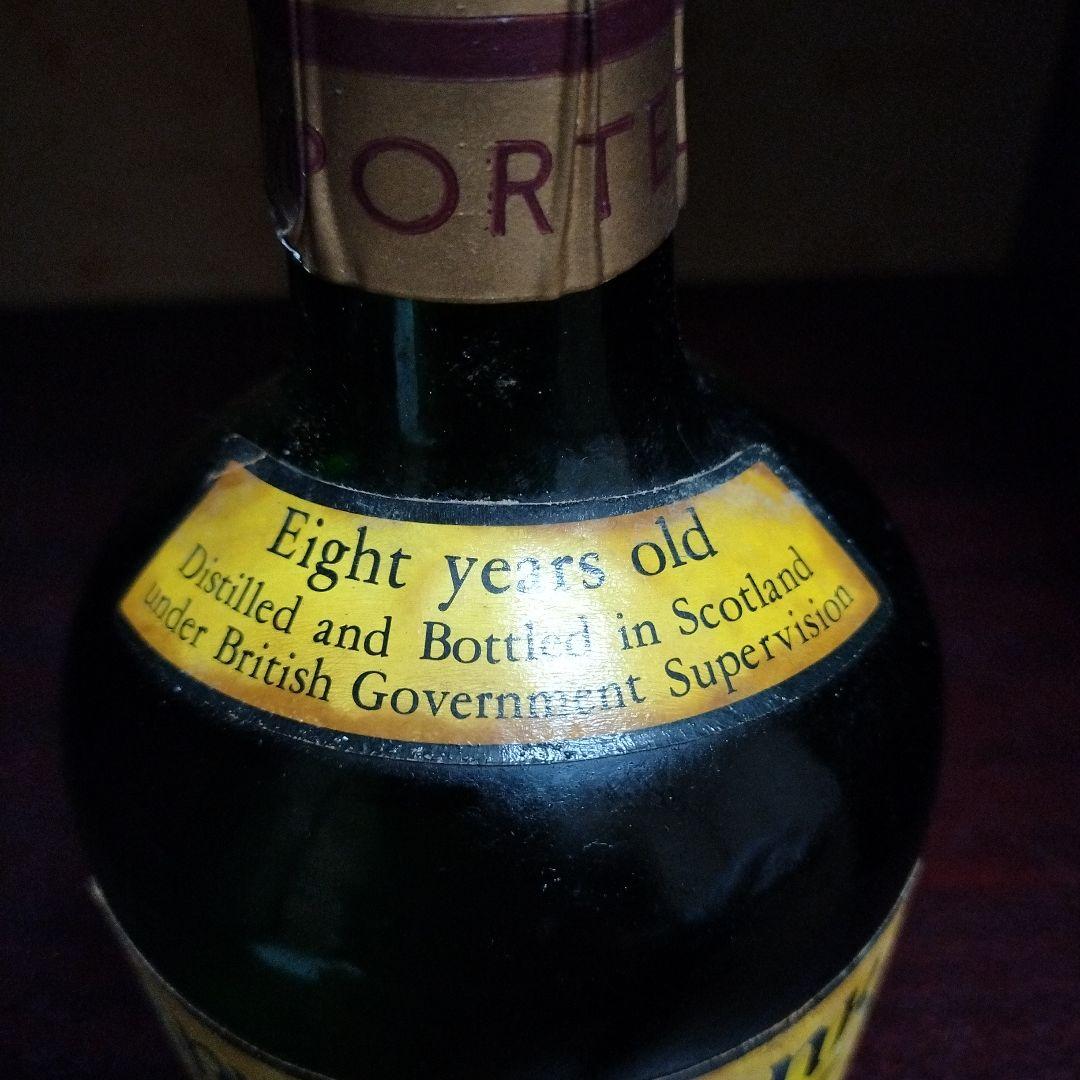 PORTE
Eight years old
Distilled and Bottled in Scotland
under British Government Supervision